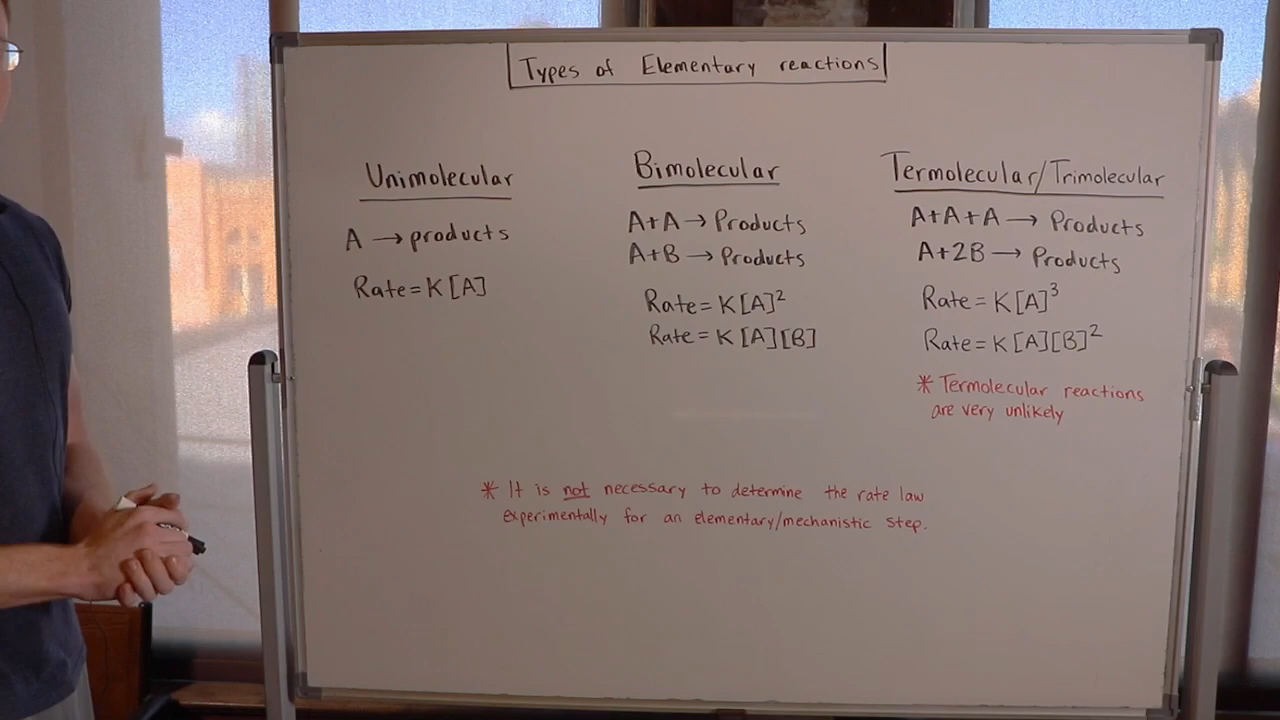 Types of Elementary reactions
Unimolecular
A → products
Rate = K[A]
Bimolecular
A+A → Products
A+B → Products
Rate = K[A]²
Rate = K[A][B]
Termolecular/Trimolecular
A+A+A → Products
A+2B → Products
Rate = K[A]³
Rate = K[A][B]²
* Termolecular reactions
are very unlikely
* It is not necessary to determine the rate law
experimentally for an elementary/mechanistic step.